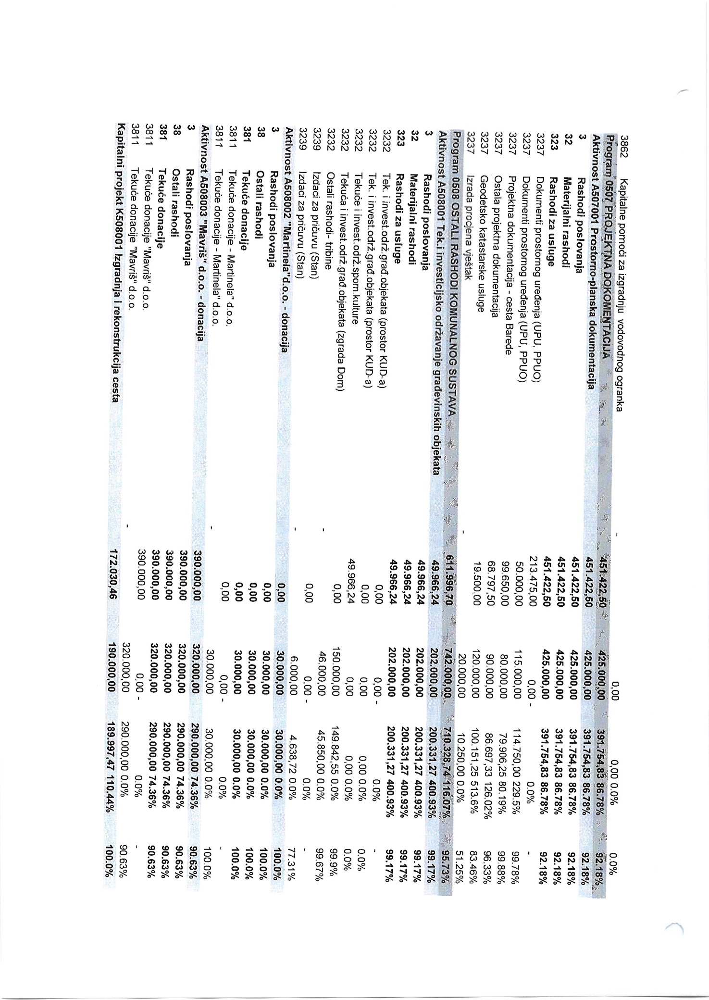 3862 Kapitalne pomoći za izgradnju vodovodnog ogranka - 0,00 0,00 0.0% 0.0%
Program 0507 PROJEKTNA DOKOMENTACIJA 451.422,50 425.000,00 391.754,83 86.78% 92.18%
Aktivnost A507001 Prostorno-planska dokumentacija 451.422,50 425.000,00 391.754,83 86.78% 92.18%
3 Rashodi poslovanja 451.422,50 425.000,00 391.754,83 86.78% 92.18%
32 Materijalni rashodi 451.422,50 425.000,00 391.754,83 86.78% 92.18%
323 Rashodi za usluge 451.422,50 425.000,00 391.754,83 86.78% 92.18%
3237 Dokumenti prostornog uređenja (UPU, PPUO) 213.475,00 0,00 - 0.0% -
3237 Dokumenti prostornog uređenja (UPU, PPUO) 50.000,00 115.000,00 114.750,00 229.5% 99.78%
3237 Projektna dokumentacija - cesta Barede 99.650,00 80.000,00 79.906,25 80.19% 99.88%
3237 Ostala projektna dokumentacija 68.797,50 90.000,00 86.697,33 126.02% 96.33%
3237 Geodetsko katastarske usluge 19.500,00 120.000,00 100.151,25 513.6% 83.46%
3237 Izrada procjena vještak - 20.000,00 10.250,00 0.0% 51.25%
Program 0508 OSTALI RASHODI KOMUNALNOG SUSTAVA 611.996,70 742.000,00 710.328,74 116.07% 95.73%
Aktivnost A508001 Tek.i investicijsko održavanje građevinskih objekata 49.966,24 202.000,00 200.331,27 400.93% 99.17%
3 Rashodi poslovanja 49.966,24 202.000,00 200.331,27 400.93% 99.17%
32 Materijalni rashodi 49.966,24 202.000,00 200.331,27 400.93% 99.17%
323 Rashodi za usluge 49.966,24 202.000,00 200.331,27 400.93% 99.17%
3232 Tek. i invest.održ.građ.objekata (prostor KUD-a) 0,00 0,00 - 0.0% -
3232 Tek. i invest.održ.građ.objekata (prostor KUD-a) 0,00 0,00 0,00 0.0% 0.0%
3232 Tekuće i invest.održ.spom.kulture 49.966,24 0,00 0,00 0.0% 0.0%
3232 Tekuća i invest.održ.građ.objekata (zgrada Dom) 0,00 150.000,00 149.842,55 0.0% 99.9%
3232 Ostali rashodi- tribine - 46.000,00 45.850,00 0.0% 99.67%
3239 Izdaci za pričuvu (Stan) 0,00 0,00 - 0.0% -
3239 Izdaci za pričuvu (Stan) - 6.000,00 4.638,72 0.0% 77.31%
Aktivnost A508002 "Martinela"d.o.o. - donacija 0,00 30.000,00 30.000,00 0.0% 100.0%
3 Rashodi poslovanja 0,00 30.000,00 30.000,00 0.0% 100.0%
38 Ostali rashodi 0,00 30.000,00 30.000,00 0.0% 100.0%
381 Tekuće donacije 0,00 30.000,00 30.000,00 0.0% 100.0%
3811 Tekuće donacije - Martinela" d.o.o. 0,00 0,00 - 0.0% -
3811 Tekuće donacije - Martinela" d.o.o. - 30.000,00 30.000,00 0.0% 100.0%
Aktivnost A508003 "Mavriš" d.o.o. - donacija 390.000,00 320.000,00 290.000,00 74.36% 90.63%
3 Rashodi poslovanja 390.000,00 320.000,00 290.000,00 74.36% 90.63%
38 Ostali rashodi 390.000,00 320.000,00 290.000,00 74.36% 90.63%
381 Tekuće donacije 390.000,00 320.000,00 290.000,00 74.36% 90.63%
3811 Tekuće donacije "Mavriš" d.o.o. 390.000,00 0,00 - 0.0% -
3811 Tekuće donacije "Mavriš" d.o.o. - 320.000,00 290.000,00 0.0% 90.63%
Kapitalni projekt K508001 Izgradnja i rekonstrukcija cesta 172.030,46 190.000,00 189.997,47 110.44% 100.0%